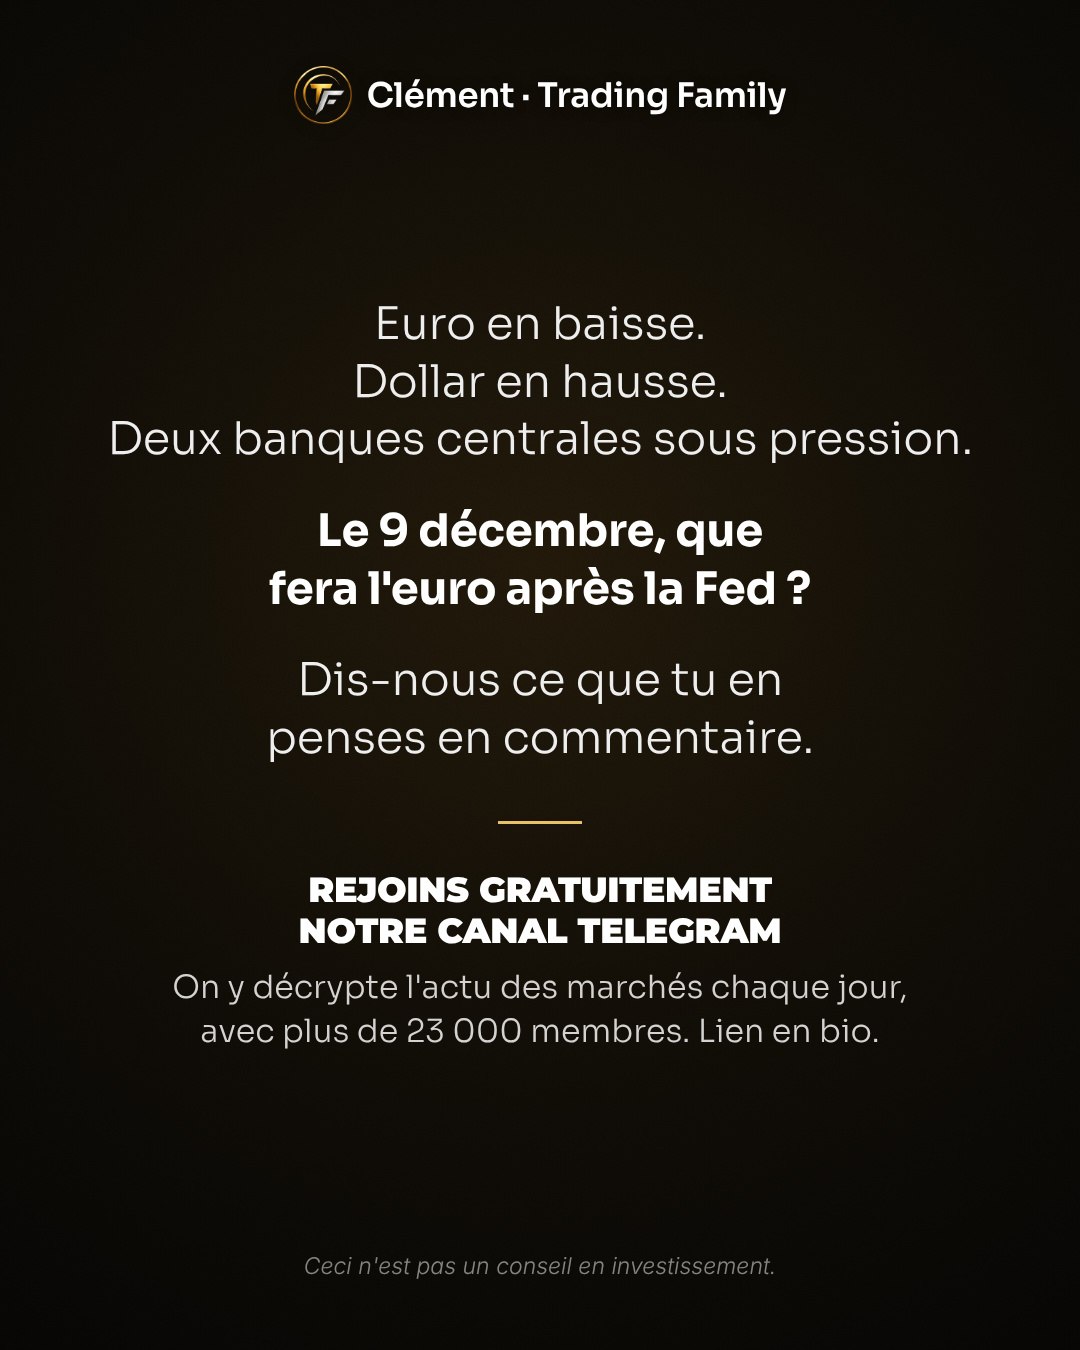 TF Clément · Trading Family
Euro en baisse.
Dollar en hausse.
Deux banques centrales sous pression.
Le 9 décembre, que
fera l'euro après la Fed ?
Dis-nous ce que tu en
penses en commentaire.
REJOINS GRATUITEMENT
NOTRE CANAL TELEGRAM
On y décrypte l'actu des marchés chaque jour,
avec plus de 23 000 membres. Lien en bio.
Ceci n'est pas un conseil en investissement.